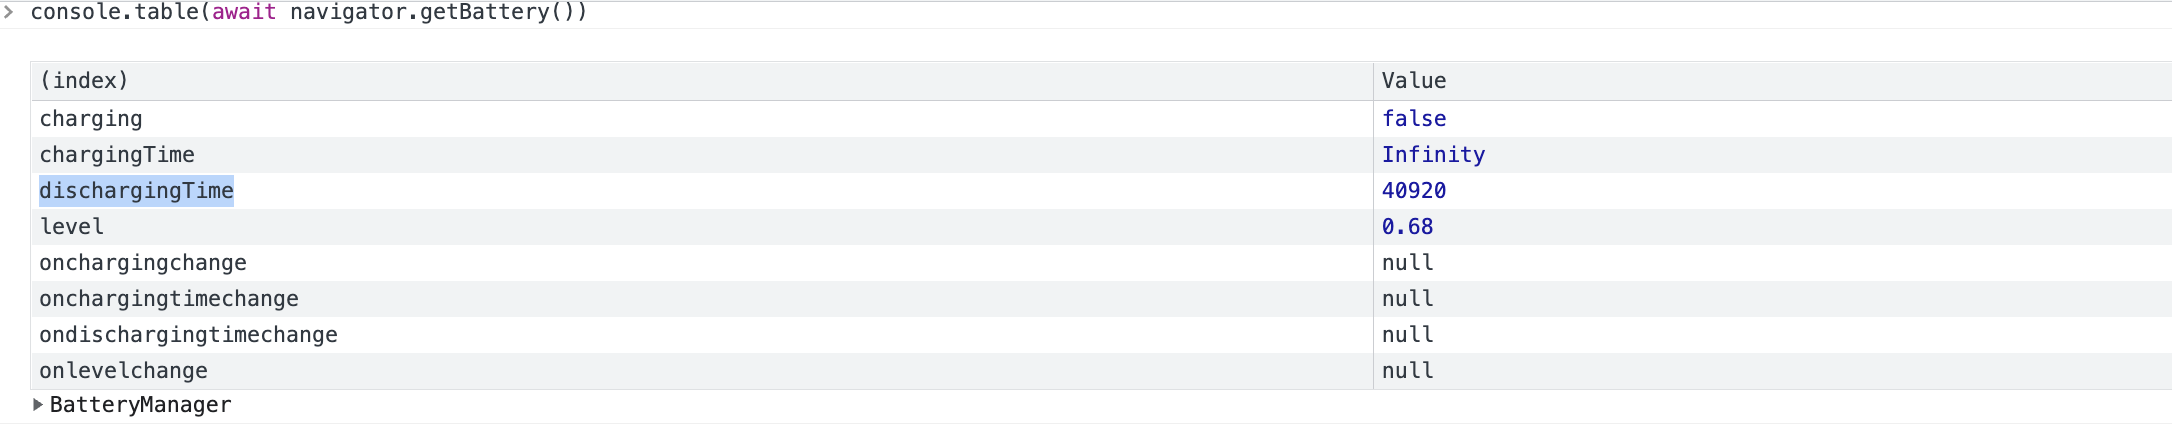 > console.table(await navigator.getBattery())
(index) Value
charging false
chargingTime Infinity
dischargingTime 40920
level 0.68
onchargingchange null
onchargingtimechange null
ondischargingtimechange null
onlevelchange null
▶ BatteryManager